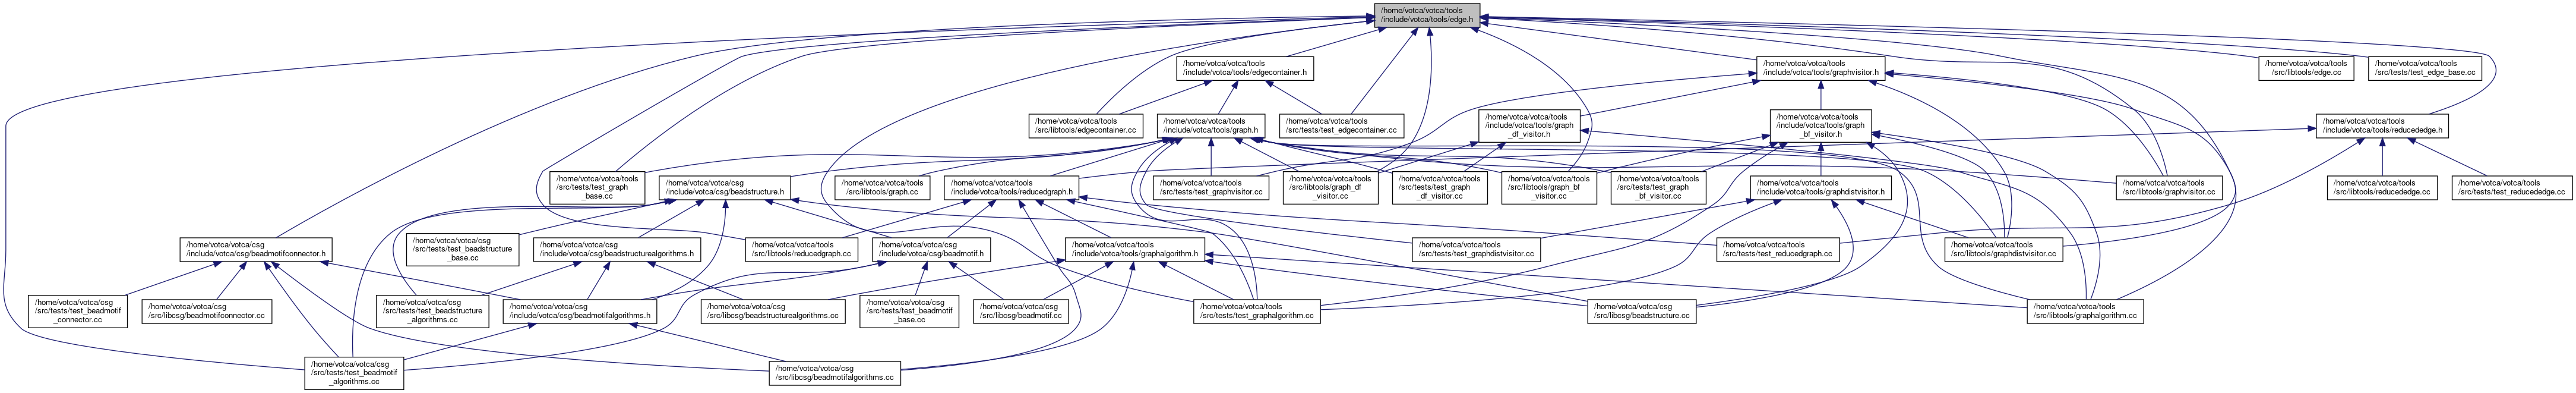 /home/votca/votca/tools
/include/votca/tools/edge.h
/home/votca/votca/tools
/include/votca/tools/edgecontainer.h
/home/votca/votca/tools
/include/votca/tools/graphvisitor.h
/home/votca/votca/tools
/src/libtools/edge.cc
/home/votca/votca/tools
/src/tests/test_edge_base.cc
/home/votca/votca/tools
/src/libtools/edgecontainer.cc
/home/votca/votca/tools
/include/votca/tools/graph.h
/home/votca/votca/tools
/src/tests/test_edgecontainer.cc
/home/votca/votca/tools
/include/votca/tools/graph
_df_visitor.h
/home/votca/votca/tools
/include/votca/tools/graph
_bf_visitor.h
/home/votca/votca/tools
/include/votca/tools/reducededge.h
/home/votca/votca/tools
/src/tests/test_graph
_base.cc
/home/votca/votca/csg
/include/votca/csg/beadstructure.h
/home/votca/votca/tools
/src/libtools/graph.cc
/home/votca/votca/tools
/include/votca/tools/reducedgraph.h
/home/votca/votca/tools
/src/tests/test_graphvisitor.cc
/home/votca/votca/tools
/src/libtools/graph_df
_visitor.cc
/home/votca/votca/tools
/src/tests/test_graph
_df_visitor.cc
/home/votca/votca/tools
/src/libtools/graph_bf
_visitor.cc
/home/votca/votca/tools
/src/tests/test_graph
_bf_visitor.cc
/home/votca/votca/tools
/include/votca/tools/graphdistvisitor.h
/home/votca/votca/tools
/src/libtools/graphvisitor.cc
/home/votca/votca/tools
/src/libtools/reducededge.cc
/home/votca/votca/tools
/src/tests/test_reducededge.cc
/home/votca/votca/csg
/include/votca/csg/beadmotifconnector.h
/home/votca/votca/csg
/src/tests/test_beadstructure
_base.cc
/home/votca/votca/csg
/include/votca/csg/beadstructurealgorithms.h
/home/votca/votca/tools
/src/libtools/reducedgraph.cc
/home/votca/votca/csg
/include/votca/csg/beadmotif.h
/home/votca/votca/tools
/include/votca/tools/graphalgorithm.h
/home/votca/votca/tools
/src/tests/test_graphdistvisitor.cc
/home/votca/votca/tools
/src/tests/test_reducedgraph.cc
/home/votca/votca/tools
/src/libtools/graphdistvisitor.cc
/home/votca/votca/csg
/src/tests/test_beadmotif
_connector.cc
/home/votca/votca/csg
/src/libcsg/beadmotifconnector.cc
/home/votca/votca/csg
/src/tests/test_beadstructure
_algorithms.cc
/home/votca/votca/csg
/include/votca/csg/beadmotifalgorithms.h
/home/votca/votca/csg
/src/libcsg/beadstructurealgorithms.cc
/home/votca/votca/csg
/src/tests/test_beadmotif
_base.cc
/home/votca/votca/csg
/src/libcsg/beadmotif.cc
/home/votca/votca/tools
/src/tests/test_graphalgorithm.cc
/home/votca/votca/csg
/src/libcsg/beadstructure.cc
/home/votca/votca/tools
/src/libtools/graphalgorithm.cc
/home/votca/votca/csg
/src/tests/test_beadmotif
_algorithms.cc
/home/votca/votca/csg
/src/libcsg/beadmotifalgorithms.cc